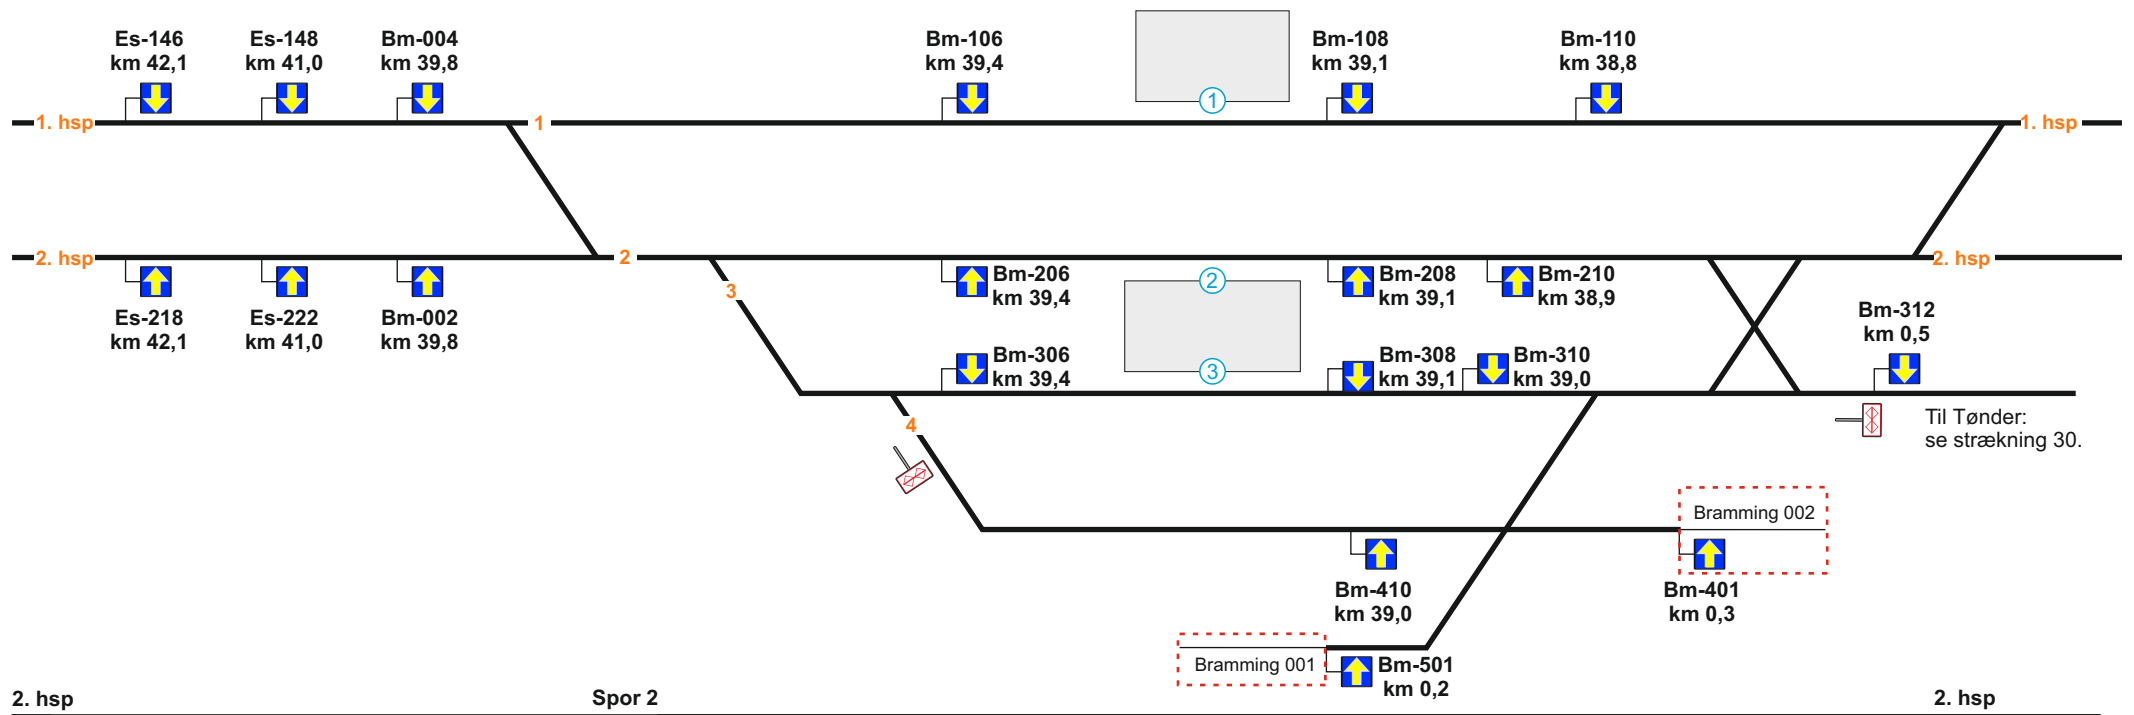 Es-146
km 42,1
Es-148
km 41,0
Bm-004
km 39,8
Bm-106
km 39,4
Bm-108
km 39,1
Bm-110
km 38,8
1
1. hsp
1
1. hsp
2. hsp
2
2. hsp
Es-218
km 42,1
Es-222
km 41,0
Bm-002
km 39,8
3
Bm-206
km 39,4
2
Bm-208
km 39,1
Bm-210
km 38,9
Bm-312
km 0,5
Bm-306
km 39,4
3
Bm-308
km 39,1
Bm-310
km 39,0
4
Til Tønder:
se strækning 30.
Bramming 002
Bm-410
km 39,0
Bm-401
km 0,3
Bramming 001
Bm-501
km 0,2
2. hsp
Spor 2
2. hsp